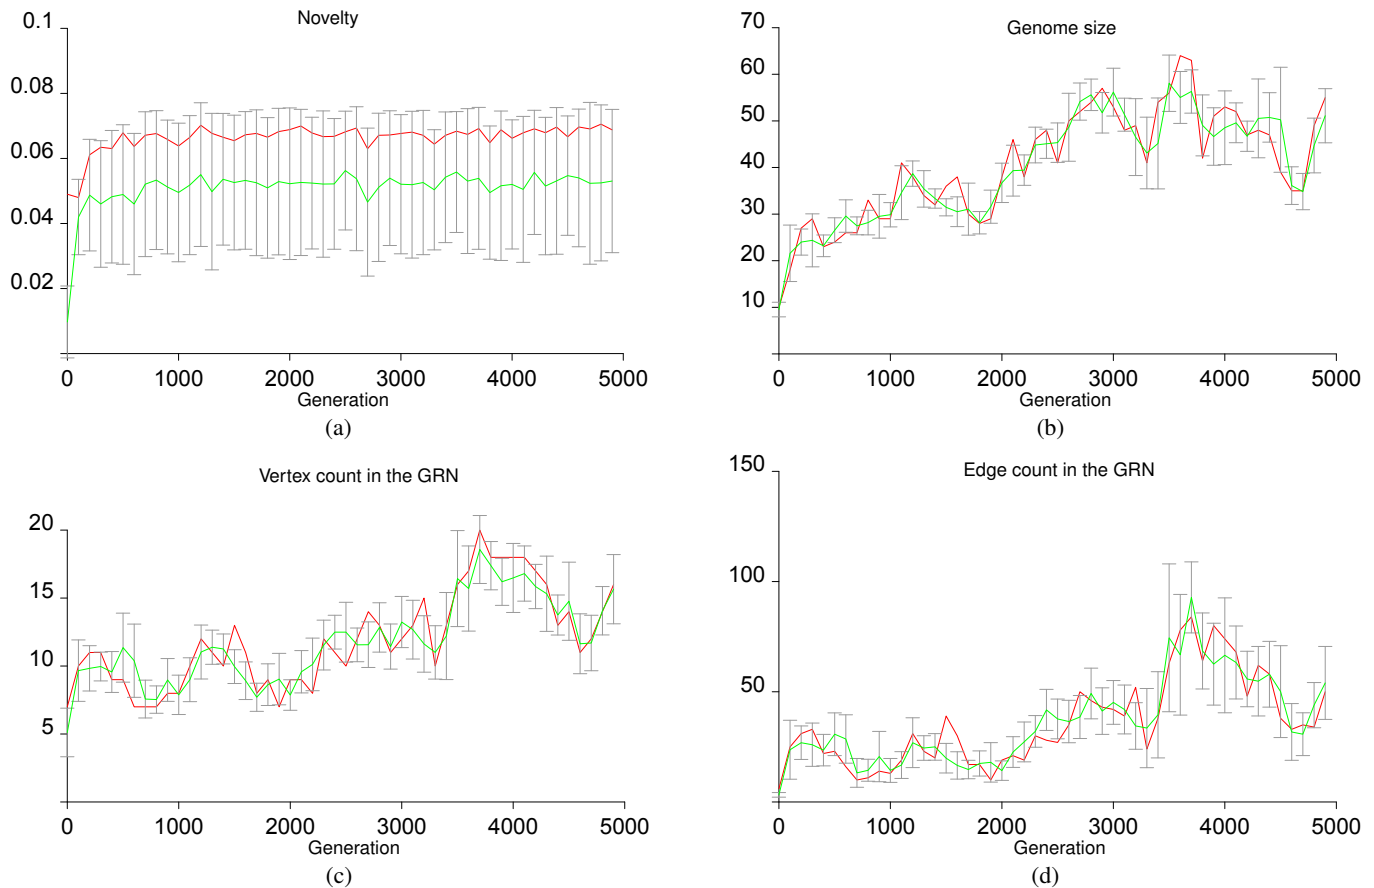 Novelty
0.1
0.08
0.06
0.04
0.02
0 1000 2000 3000 4000 5000
Generation
(a)
Genome size
70
60
50
40
30
20
10
0 1000 2000 3000 4000 5000
Generation
(b)
Vertex count in the GRN
20
15
10
5
0 1000 2000 3000 4000 5000
Generation
(c)
Edge count in the GRN
150
100
50
0 1000 2000 3000 4000 5000
Generation
(d)